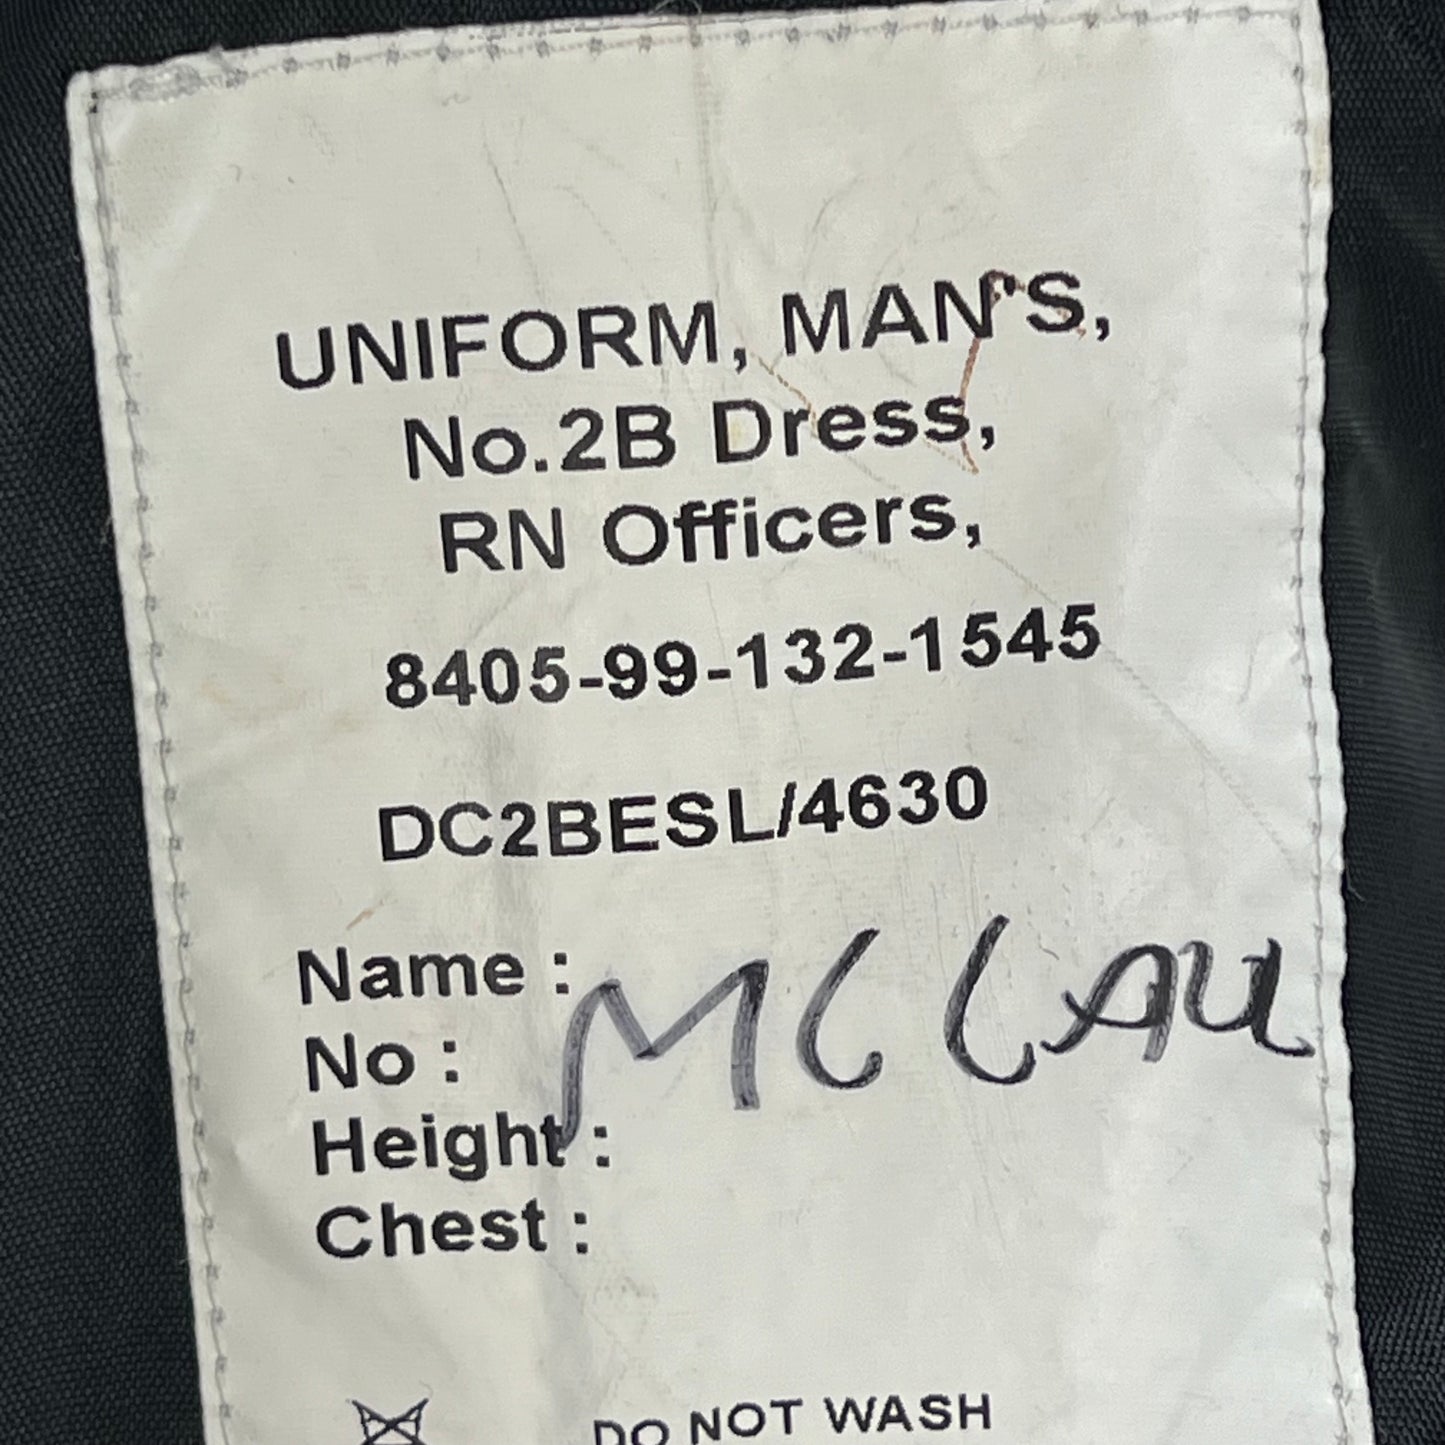 UNIFORM, MAN'S,
No.2B Dress,
RN Officers,
8405-99-132-1545
DC2BESL/4630
Name :
No :
Height :
Chest :
DO NOT WASH